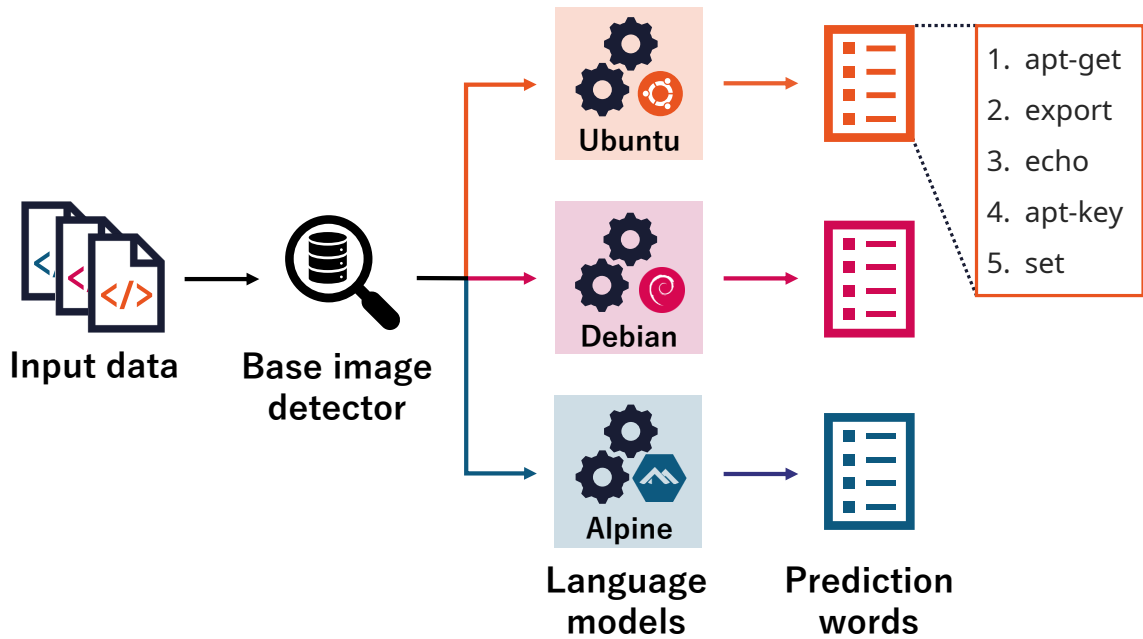 Input data
</>
Base image
detector
Ubuntu
Debian
Alpine
Language
models
Prediction
words
1. apt-get
2. export
3. echo
4. apt-key
5. set